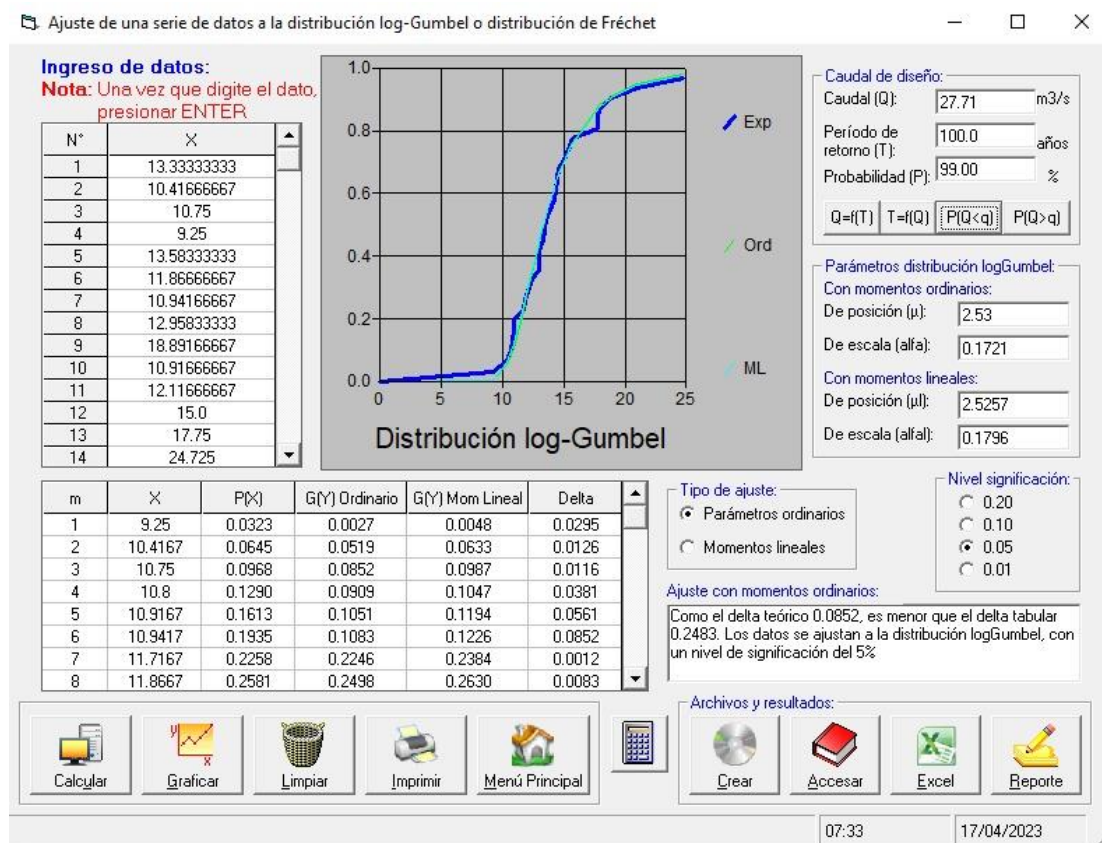 Ajuste de una serie de datos a la distribución log-Gumbel o distribución de Fréchet
Ingreso de datos:
Nota: Una vez que digite el dato,
presionar ENTER
N° X
1 13.33333333
2 10.41666667
3 10.75
4 9.25
5 13.58333333
6 11.86666667
7 10.94166667
8 12.95833333
9 18.89166667
10 10.91666667
11 12.11666667
12 15.0
13 17.75
14 24.725
1.0
0.8
0.6
0.4
0.2
0.0
0 5 10 15 20 25
Exp
Ord
ML
Distribución log-Gumbel
Caudal de diseño:
Caudal (Q): 27.71 m3/s
Período de
retorno (T): 100.0 años
Probabilidad (P): 99.00 %
Q=f(T) T=f(Q) P(Q<q) P(Q>q)
Parámetros distribución logGumbel:
Con momentos ordinarios:
De posición (µ): 2.53
De escala (alfa): 0.1721
Con momentos lineales:
De posición (µl): 2.5257
De escala (alfal): 0.1796
m X P(X) G(Y) Ordinario G(Y) Mom Lineal Delta
1 9.25 0.0323 0.0027 0.0048 0.0295
2 10.4167 0.0645 0.0519 0.0633 0.0126
3 10.75 0.0968 0.0852 0.0987 0.0116
4 10.8 0.1290 0.0909 0.1047 0.0381
5 10.9167 0.1613 0.1051 0.1194 0.0561
6 10.9417 0.1935 0.1083 0.1226 0.0852
7 11.7167 0.2258 0.2246 0.2384 0.0012
8 11.8667 0.2581 0.2498 0.2630 0.0083
Tipo de ajuste:
Parámetros ordinarios
Momentos lineales
Nivel significación:
0.20
0.10
0.05
0.01
Ajuste con momentos ordinarios:
Como el delta teórico 0.0852, es menor que el delta tabular
0.2483. Los datos se ajustan a la distribución logGumbel, con
un nivel de significación del 5%
Calcular Graficar Limpiar Imprimir Menú Principal
Archivos y resultados:
Crear Accesar Excel Reporte
07:33 17/04/2023